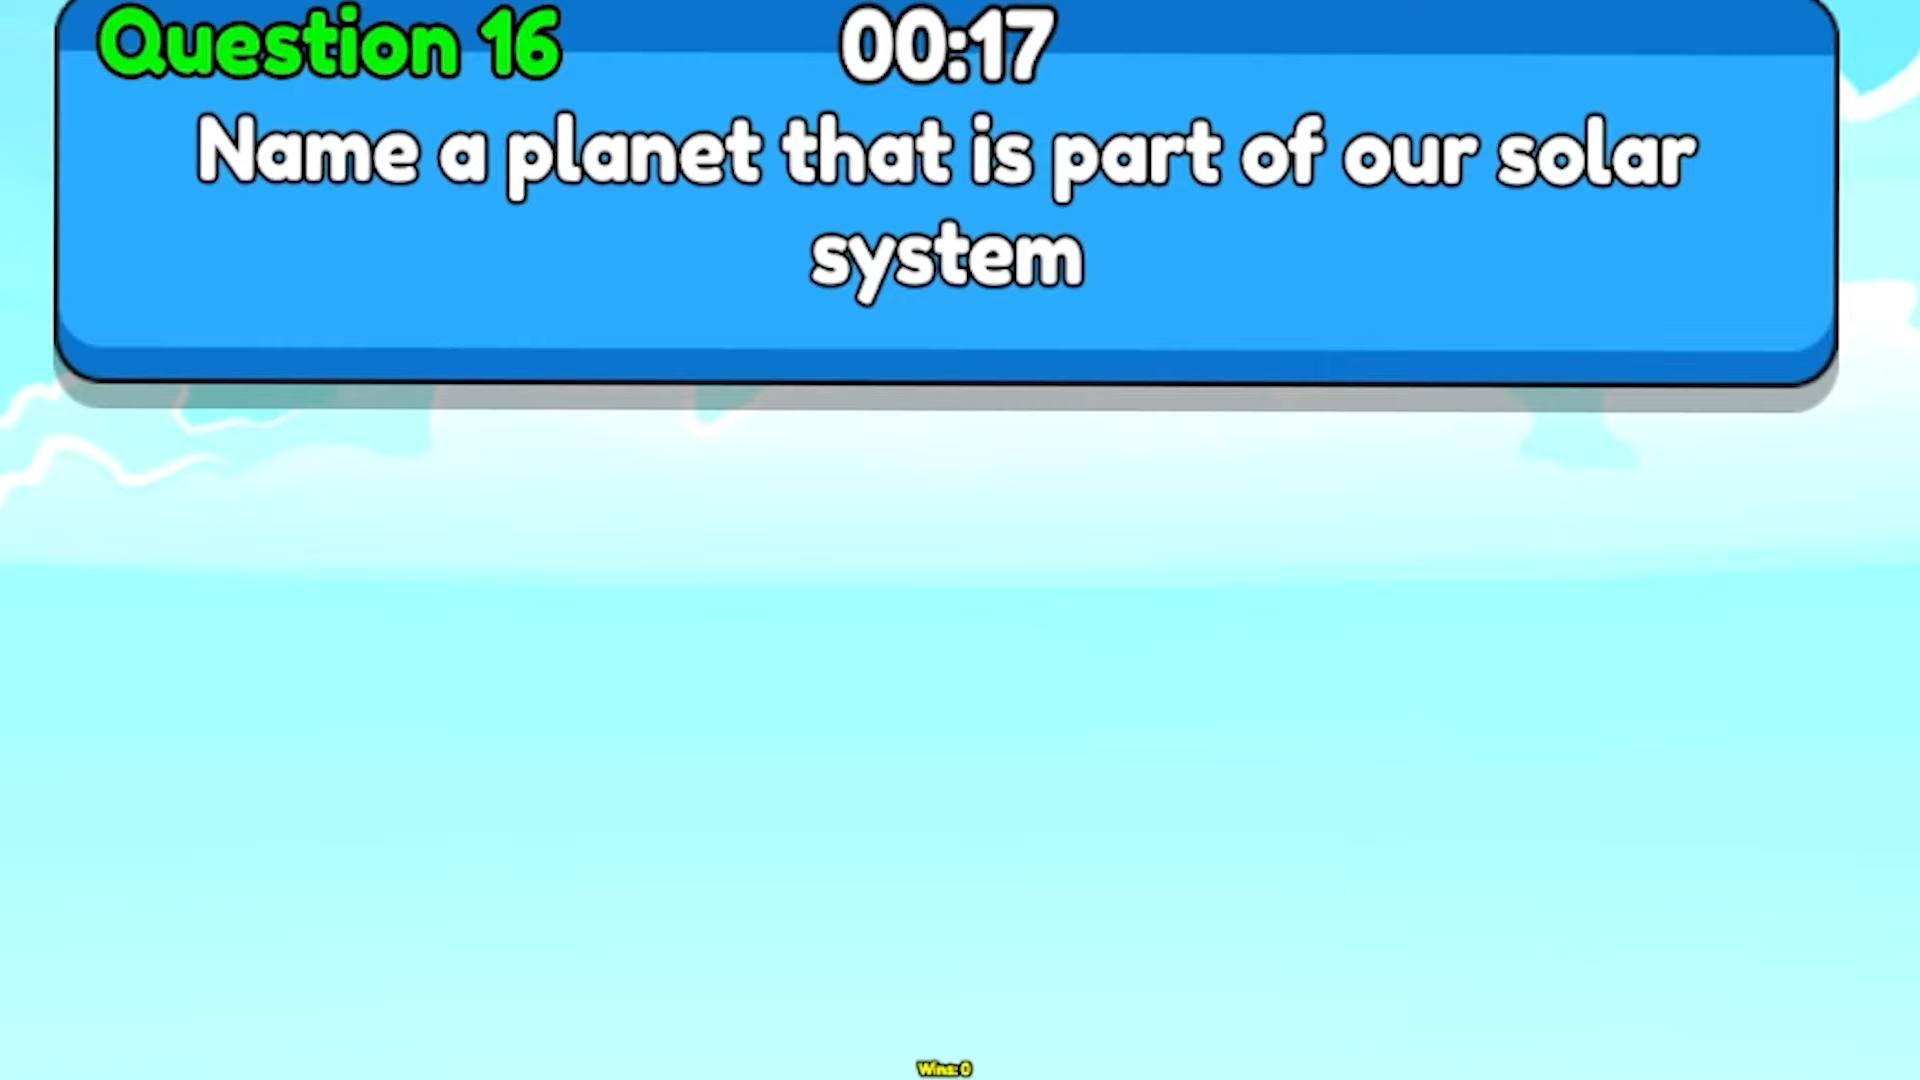 Question 16
00:17
Name a planet that is part of our solar
system
Wins: 0